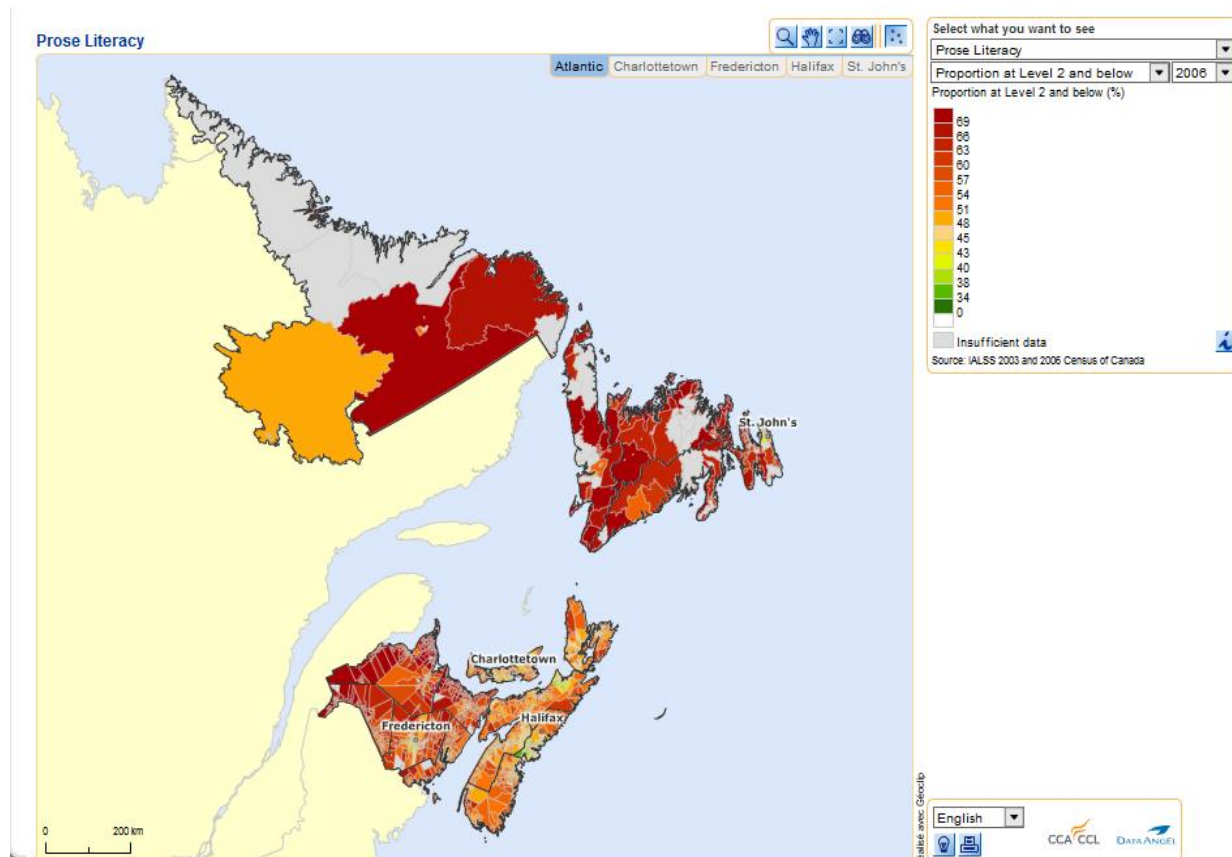 Prose Literacy
Atlantic Charlottetown Fredericton Halifax St. John's
St. John's
Charlottetown
Halifax
Fredericton
0 200 km
Select what you want to see
Prose Literacy
Proportion at Level 2 and below 2006
Proportion at Level 2 and below (%)
69
66
63
60
57
54
51
48
45
43
40
38
34
0
Insufficient data
Source: IALSS 2003 and 2006 Census of Canada
éalisé avec Géoclip
English
CCA CCL DATA ANGEL